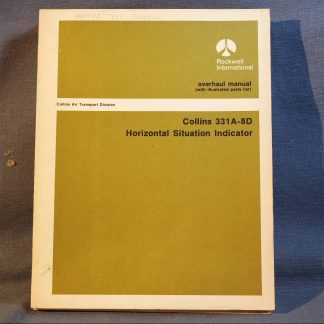 Rockwell
International
overhaul manual
(with illustrated parts list)
Collins Air Transport Division
Collins 331A-8D
Horizontal Situation Indicator